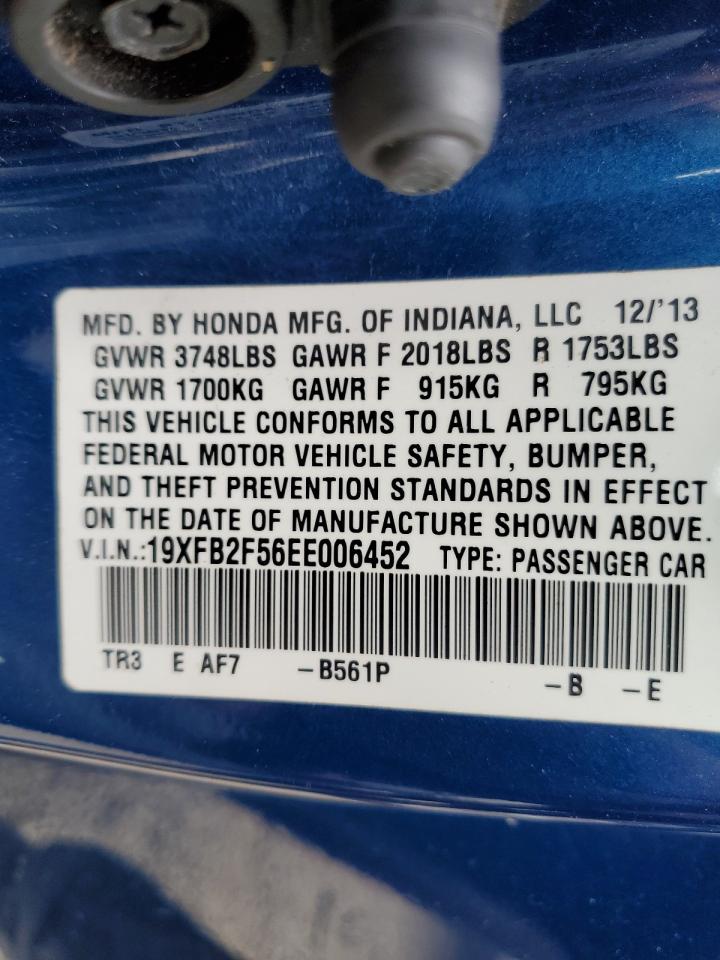 MFD. BY HONDA MFG. OF INDIANA, LLC 12/'13
GVWR 3748LBS GAWR F 2018LBS R 1753LBS
GVWR 1700KG GAWR F 915KG R 795KG
THIS VEHICLE CONFORMS TO ALL APPLICABLE
FEDERAL MOTOR VEHICLE SAFETY, BUMPER,
AND THEFT PREVENTION STANDARDS IN EFFECT
ON THE DATE OF MANUFACTURE SHOWN ABOVE.
V.I.N.:19XFB2F56EE006452 TYPE: PASSENGER CAR
TR3 E AF7 -B561P -B -E